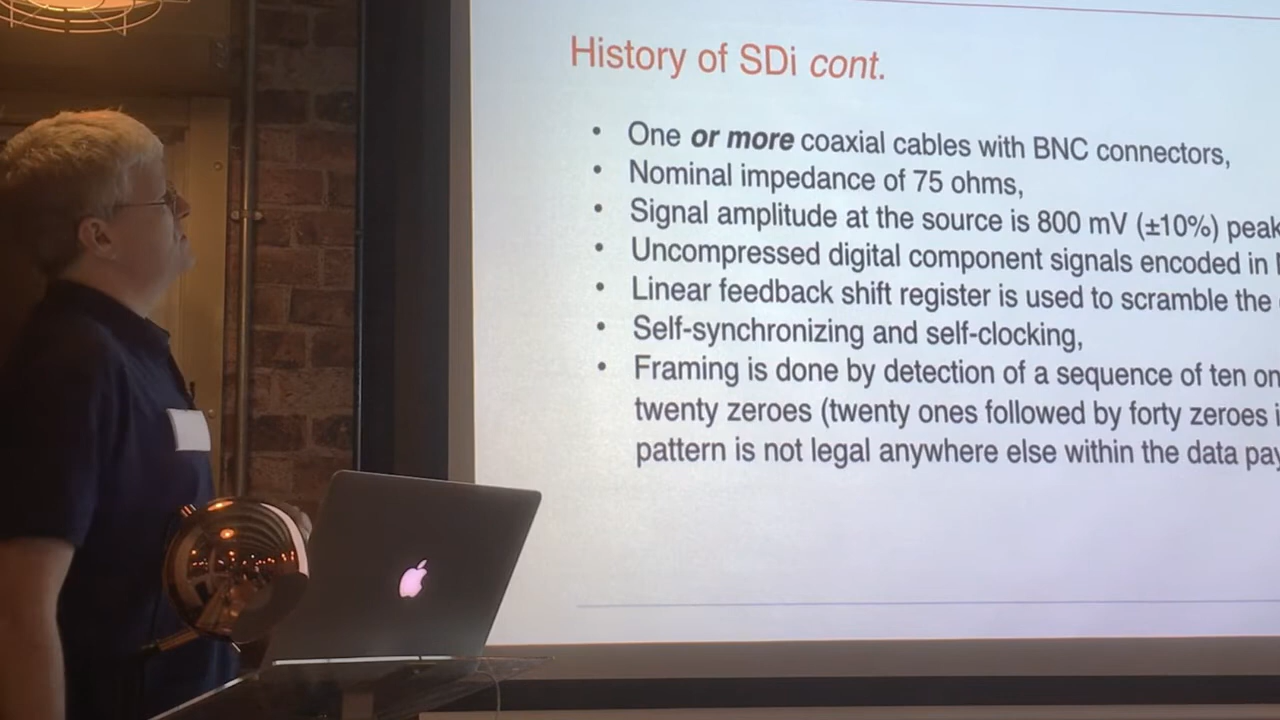 History of SDi cont.
• One or more coaxial cables with BNC connectors,
• Nominal impedance of 75 ohms,
• Signal amplitude at the source is 800 mV (±10%) peak
• Uncompressed digital component signals encoded in
• Linear feedback shift register is used to scramble the
• Self-synchronizing and self-clocking,
• Framing is done by detection of a sequence of ten
twenty zeroes (twenty ones followed by forty zeroes
pattern is not legal anywhere else within the data